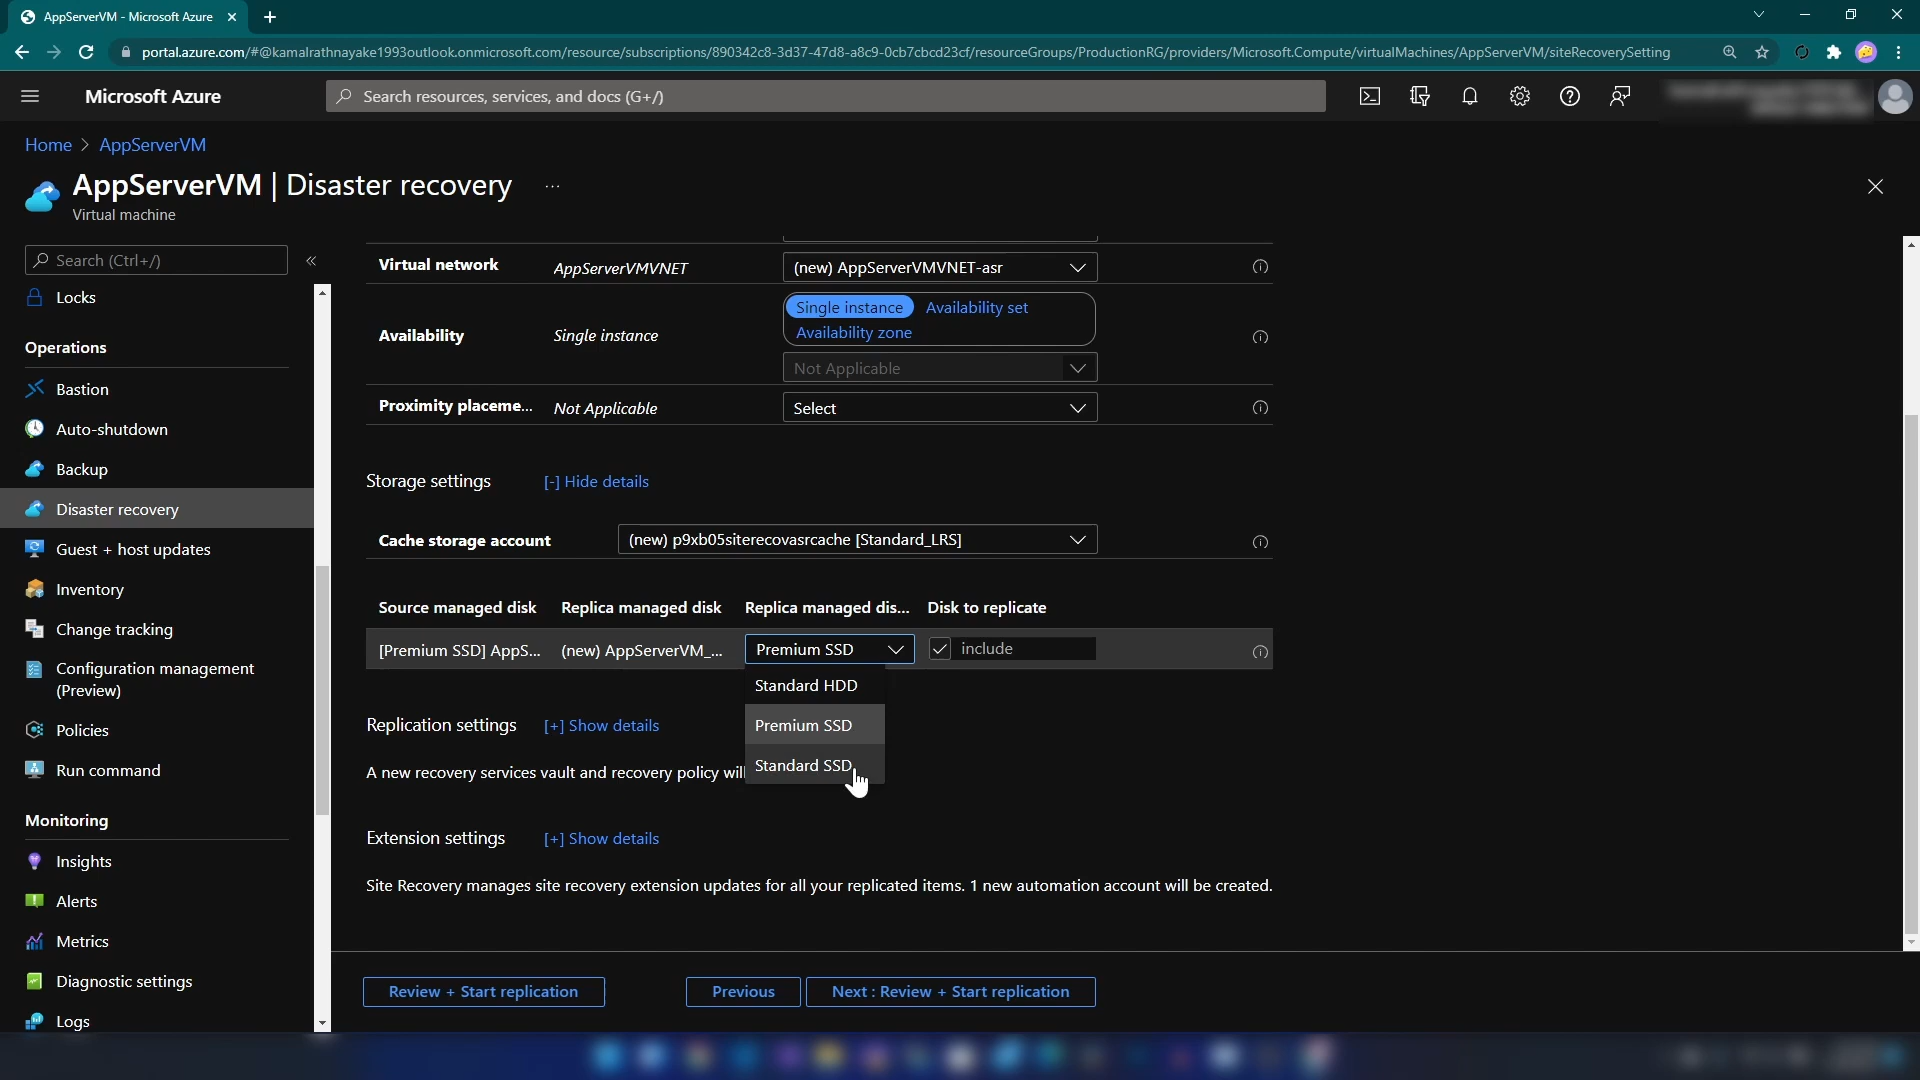 AppServerVM - Microsoft Azure
portal.azure.com/#@kamalrathnayake1993outlook.onmicrosoft.com/resource/subscriptions/890342c8-3d37-47d8-a8c9-0cb7cbcd23cf/resourceGroups/ProductionRG/providers/Microsoft.Compute/virtualMachines/AppServerVM/siteRecoverySetting
Microsoft Azure
Search resources, services, and docs (G+/)
Home > AppServerVM
AppServerVM | Disaster recovery ...
Virtual machine
Search (Ctrl+/)
Locks
Operations
Bastion
Auto-shutdown
Backup
Disaster recovery
Guest + host updates
Inventory
Change tracking
Configuration management
(Preview)
Policies
Run command
Monitoring
Insights
Alerts
Metrics
Diagnostic settings
Logs
Virtual network AppServerVMVNET (new) AppServerVMVNET-asr
Single instance Availability set
Availability Single instance
Availability zone
Not Applicable
Proximity placeme... Not Applicable Select
Storage settings [-] Hide details
Cache storage account (new) p9xb05siterecovasrcache [Standard_LRS]
Source managed disk Replica managed disk Replica managed dis... Disk to replicate
[Premium SSD] AppS... (new) AppServerVM_... Premium SSD include
Standard HDD
Premium SSD
Standard SSD
Replication settings [+] Show details
A new recovery services vault and recovery policy will
Extension settings [+] Show details
Site Recovery manages site recovery extension updates for all your replicated items. 1 new automation account will be created.
Review + Start replication Previous Next : Review + Start replication